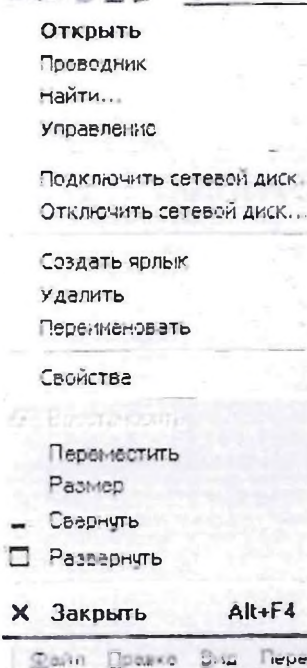 Открыть
Проводник
Найти...
Управление
Подключить сетевой диск
Отключить сетевой диск...
Создать ярлык
Удалить
Переименовать
Свойства
Восстановить
Переместить
Размер
Свернуть
Развернуть
Закрыть Alt+F4
Файл Правка Вид